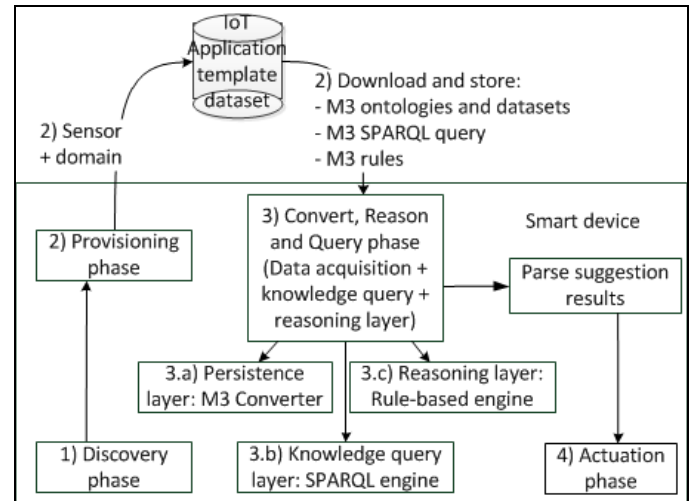 IoT
Application
template
dataset
2) Download and store:
- M3 ontologies and datasets
- M3 SPARQL query
- M3 rules
2) Sensor
+ domain
3) Convert, Reason
and Query phase
(Data acquisition +
knowledge query +
reasoning layer)
Smart device
2) Provisioning
phase
Parse suggestion
results
3.a) Persistence
layer: M3 Converter
3.c) Reasoning layer:
Rule-based engine
1) Discovery
phase
3.b) Knowledge query
layer: SPARQL engine
4) Actuation
phase